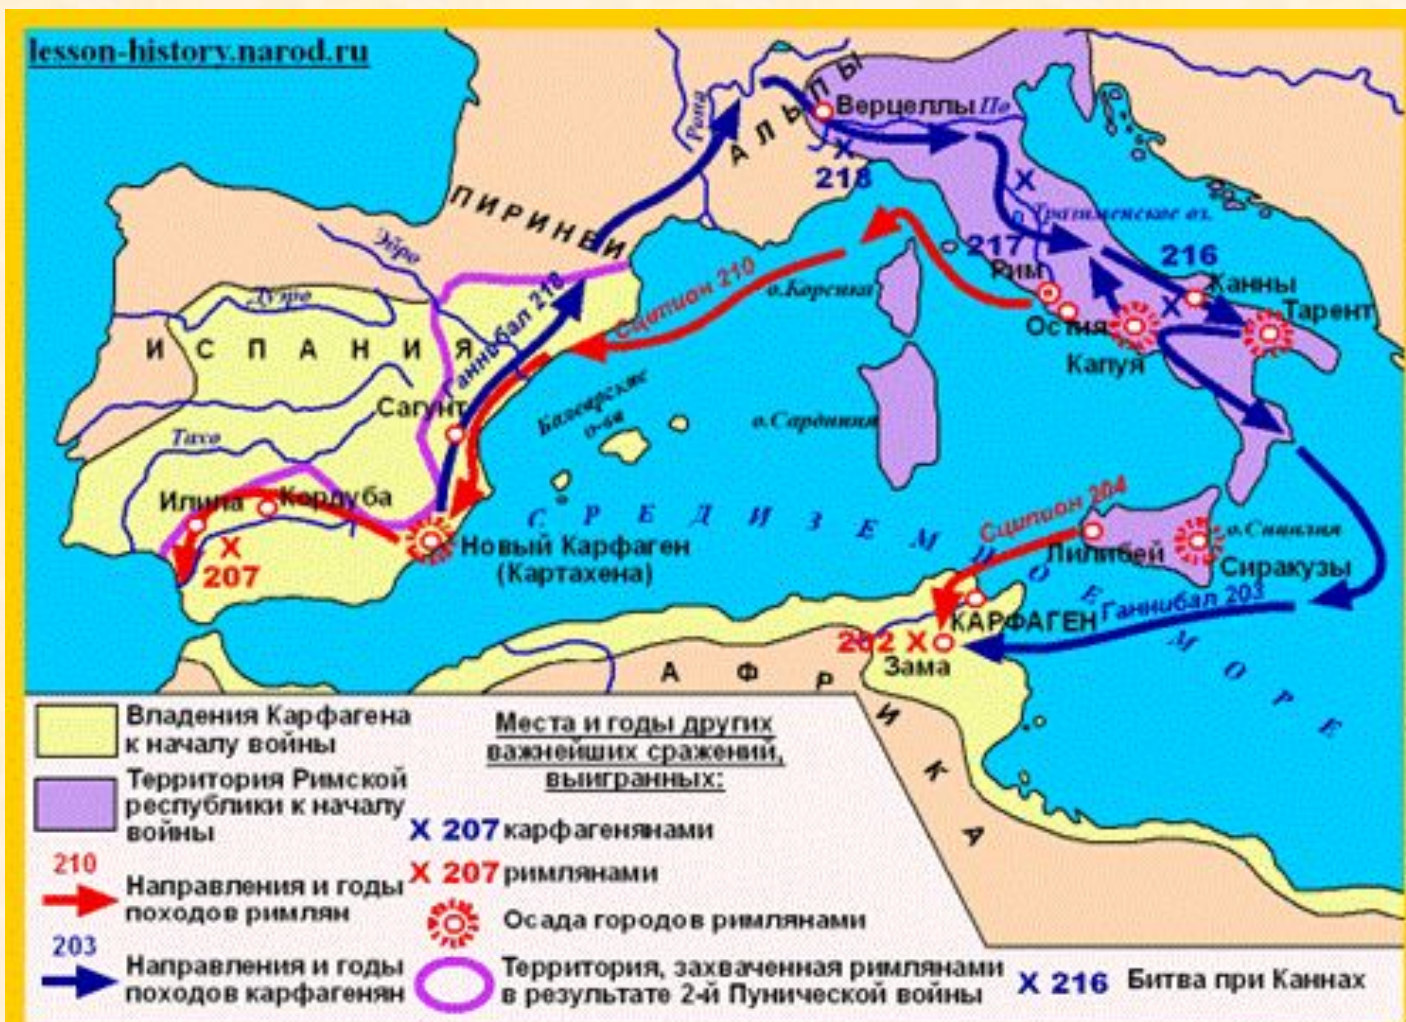 lesson-history.narod.ru
АЛЬПЫ
Рона
Верцеллы
По
X
218
ПИРИНЕИ
X
Тразименское оз.
217
Рим
216
X
Канны
Тарент
Остия
Капуя
Эбро
Дуэро
ИСПАНИЯ
Ганнибал 218
Сципион 210
о.Корсика
о.Сардиния
Сагунт
Балеарские
о-ва
Тахо
Илипа
Кордуба
X
207
Новый Карфаген
(Картахена)
СРЕДИЗЕМНОЕ МОРЕ
Сципион 204
Лилибей
о.Сицилия
Сиракузы
КАРФАГЕН
Ганнибал 203
202 X
Зама
АФРИКА
Владения Карфагена
к началу войны
Территория Римской
республики к началу
войны
210
Направления и годы
походов римлян
203
Направления и годы
походов карфагенян
Места и годы других
важнейших сражений,
выигранных:
X 207 карфагенянами
X 207 римлянами
Осада городов римлянами
Территория, захваченная римлянами
в результате 2-й Пунической войны
X 216 Битва при Каннах